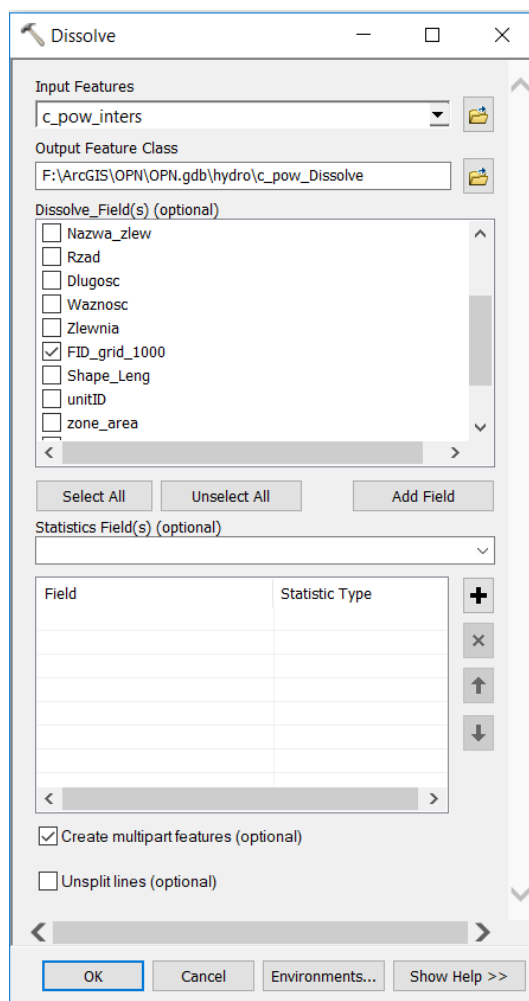 Dissolve
Input Features
c_pow_inters
Output Feature Class
F:\ArcGIS\OPN\OPN.gdb\hydro\c_pow_Dissolve
Dissolve_Field(s) (optional)
Nazwa_zlew
Rzad
Dlugosc
Waznosc
Zlewnia
FID_grid_1000
Shape_Leng
unitID
zone_area
Select All Unselect All Add Field
Statistics Field(s) (optional)
Field Statistic Type
Create multipart features (optional)
Unsplit lines (optional)
OK Cancel Environments... Show Help >>